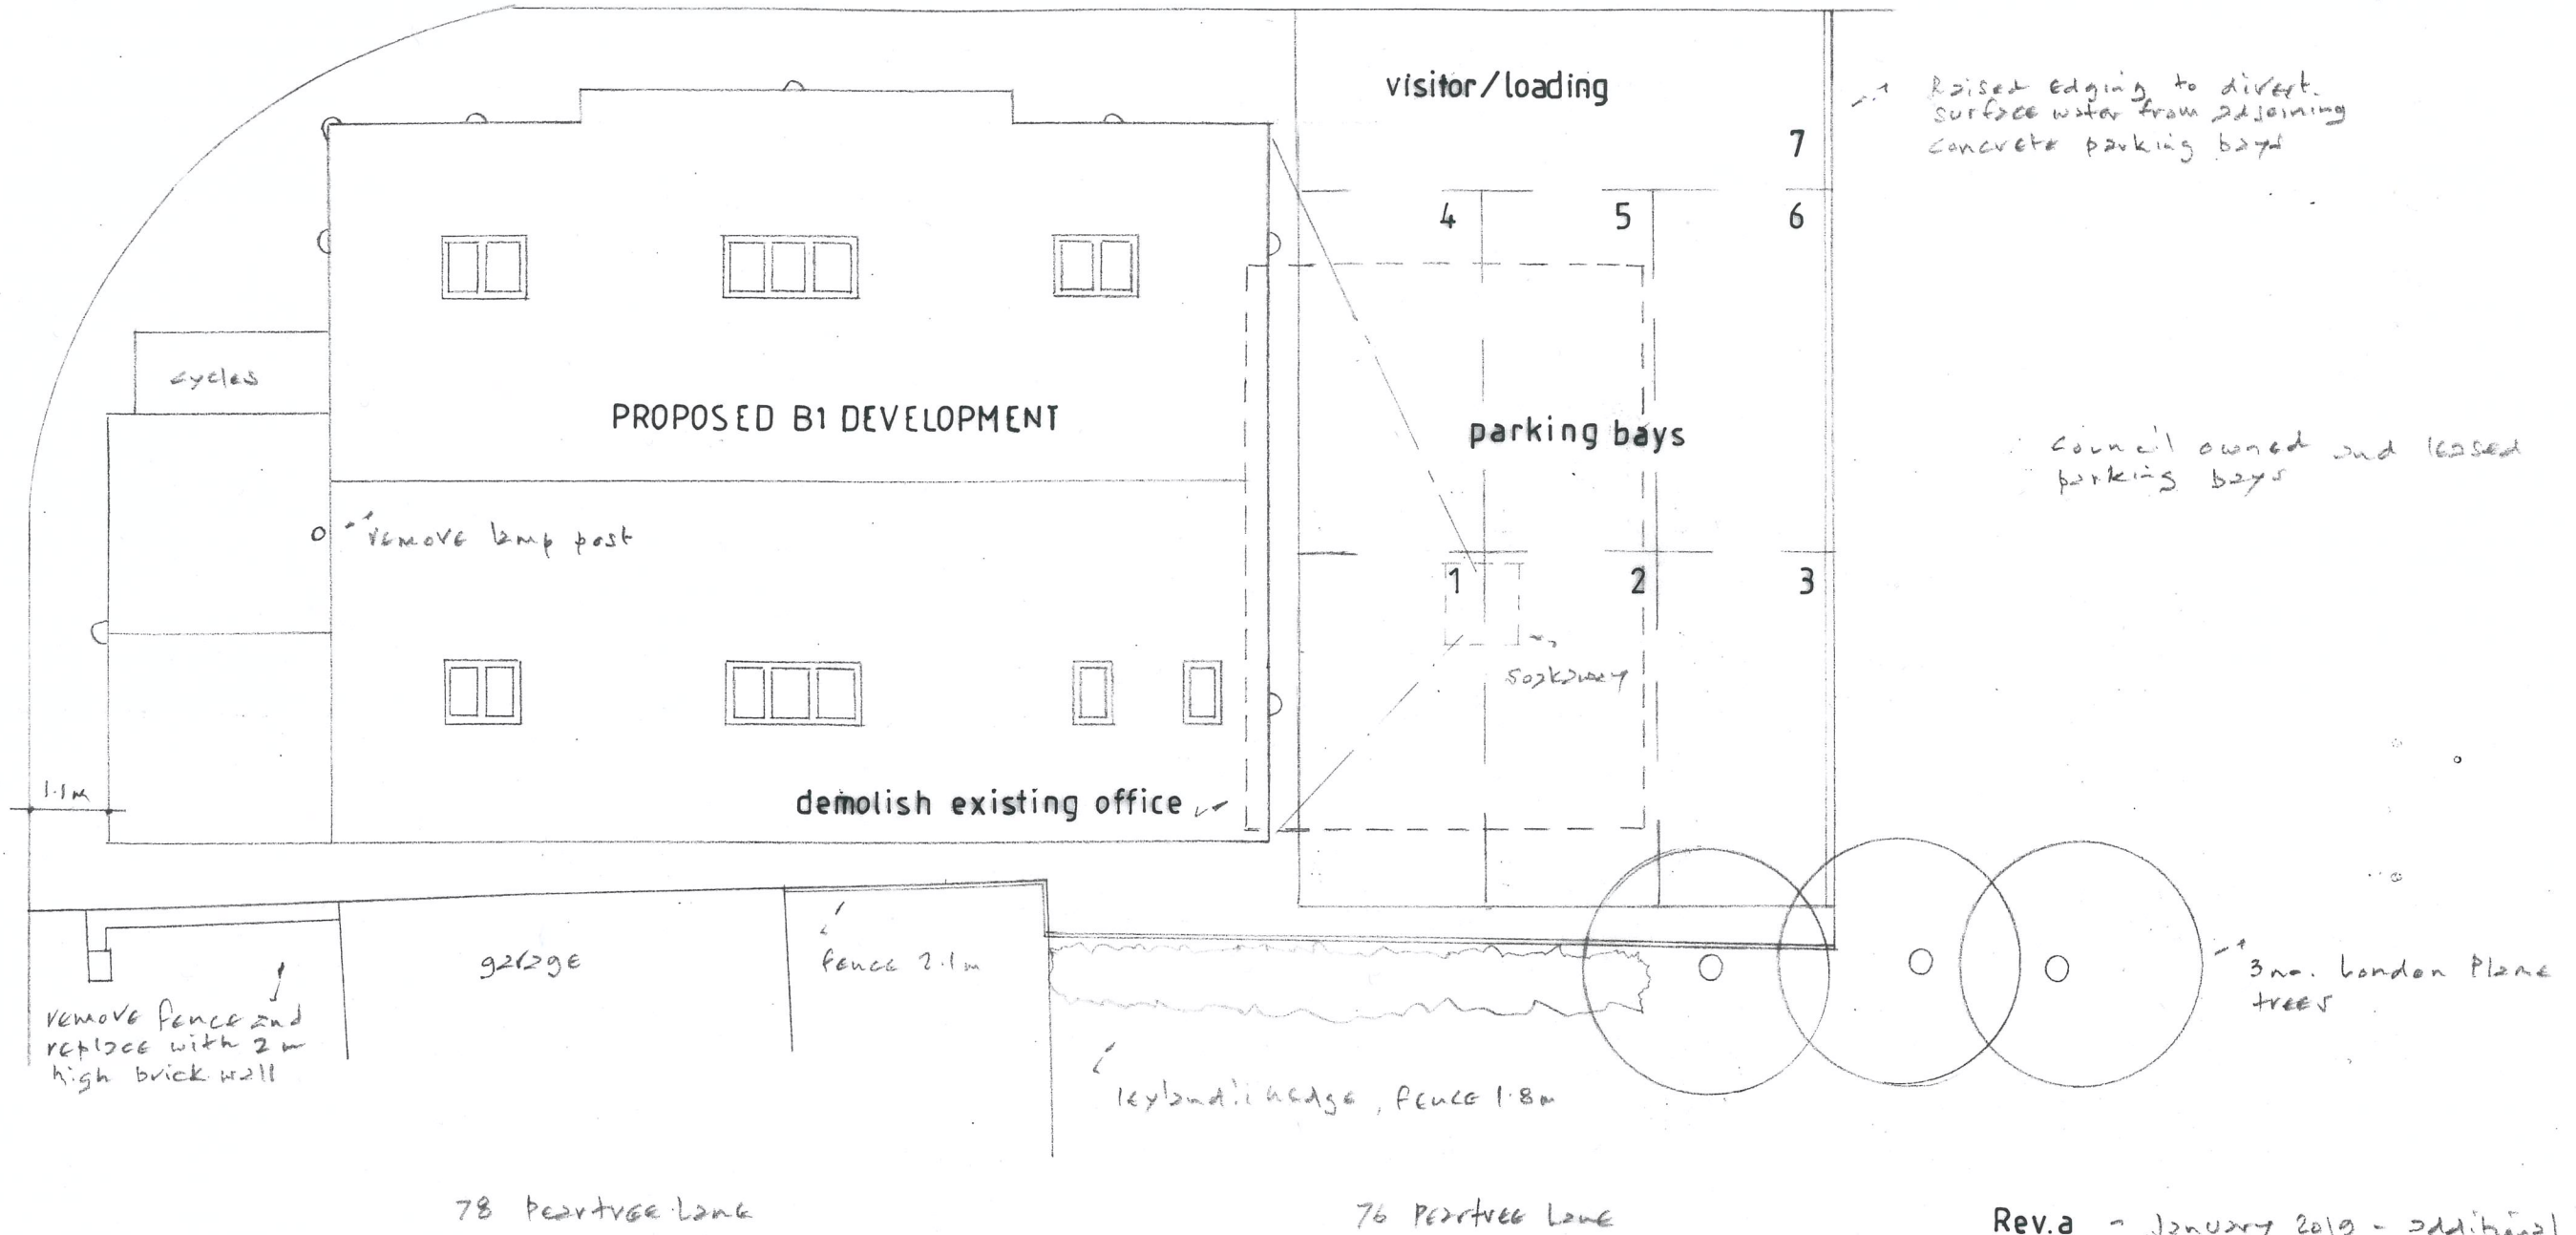 visitor/loading
7
Raised edging to divert
surface water from adjoining
concrete parking bays
4
5
6
cycles
PROPOSED B1 DEVELOPMENT
parking bays
council owned and leased
parking bays
remove lamp post
1
2
3
soakaway
1.1m
demolish existing office
garage
fence 2.1m
3no. London Plane
trees
remove fence and
replace with 2m
high brick wall
leylandii hedge, fence 1.8m
78 Peartree Lane
76 Peartree Lane
Rev.a - January 2019 - additional